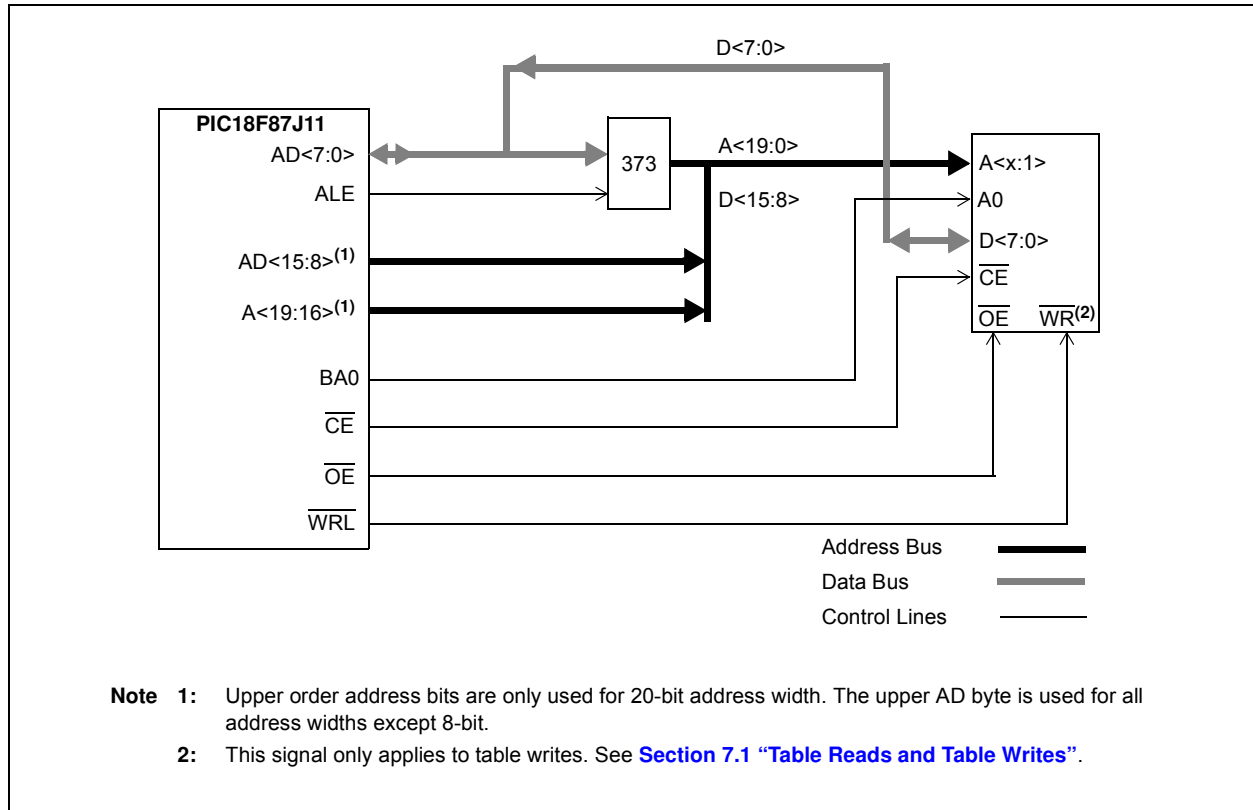 D<7:0>
PIC18F87J11
AD<7:0>
373
A<19:0>
A<x:1>
ALE
D<15:8>
A0
AD<15:8>(1)
D<7:0>
CE
A<19:16>(1)
OE WR(2)
BA0
CE
OE
WRL
Address Bus
Data Bus
Control Lines
Note 1: Upper order address bits are only used for 20-bit address width. The upper AD byte is used for all
address widths except 8-bit.
2: This signal only applies to table writes. See Section 7.1 “Table Reads and Table Writes”.